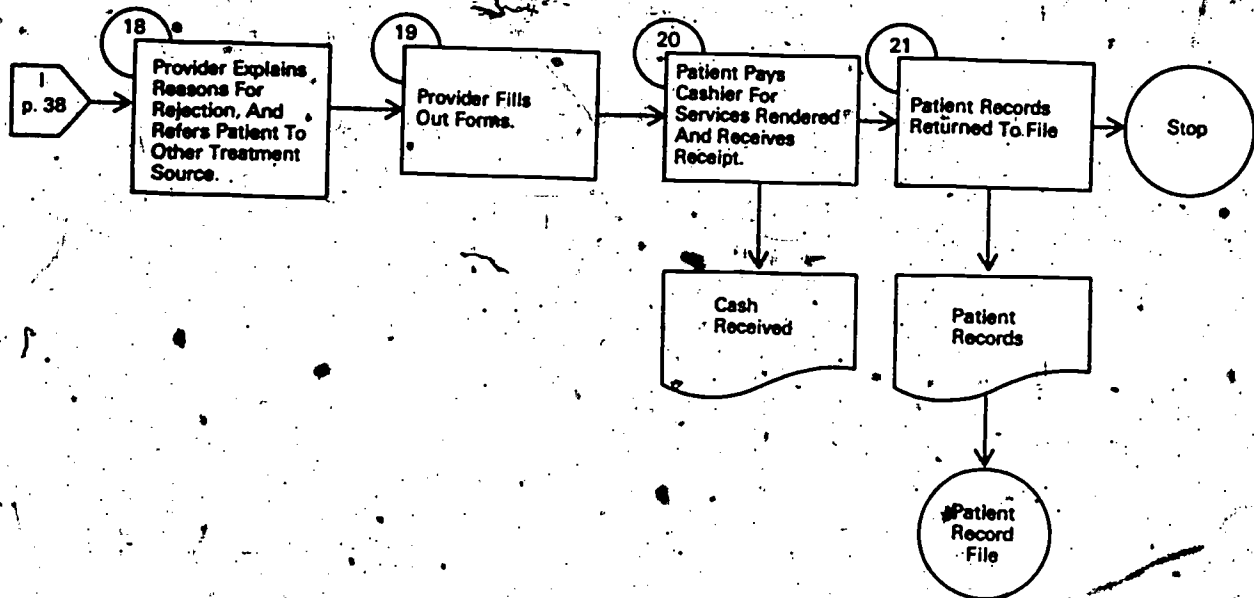 I
p. 38
18
Provider Explains
Reasons For
Rejection, And
Refers Patient To
Other Treatment
Source.
19
Provider Fills
Out Forms.
20
Patient Pays
Cashier For
Services Rendered
And Receives
Receipt.
21
Patient Records
Returned To File
Stop
Cash
Received
Patient
Records
Patient
Record
File